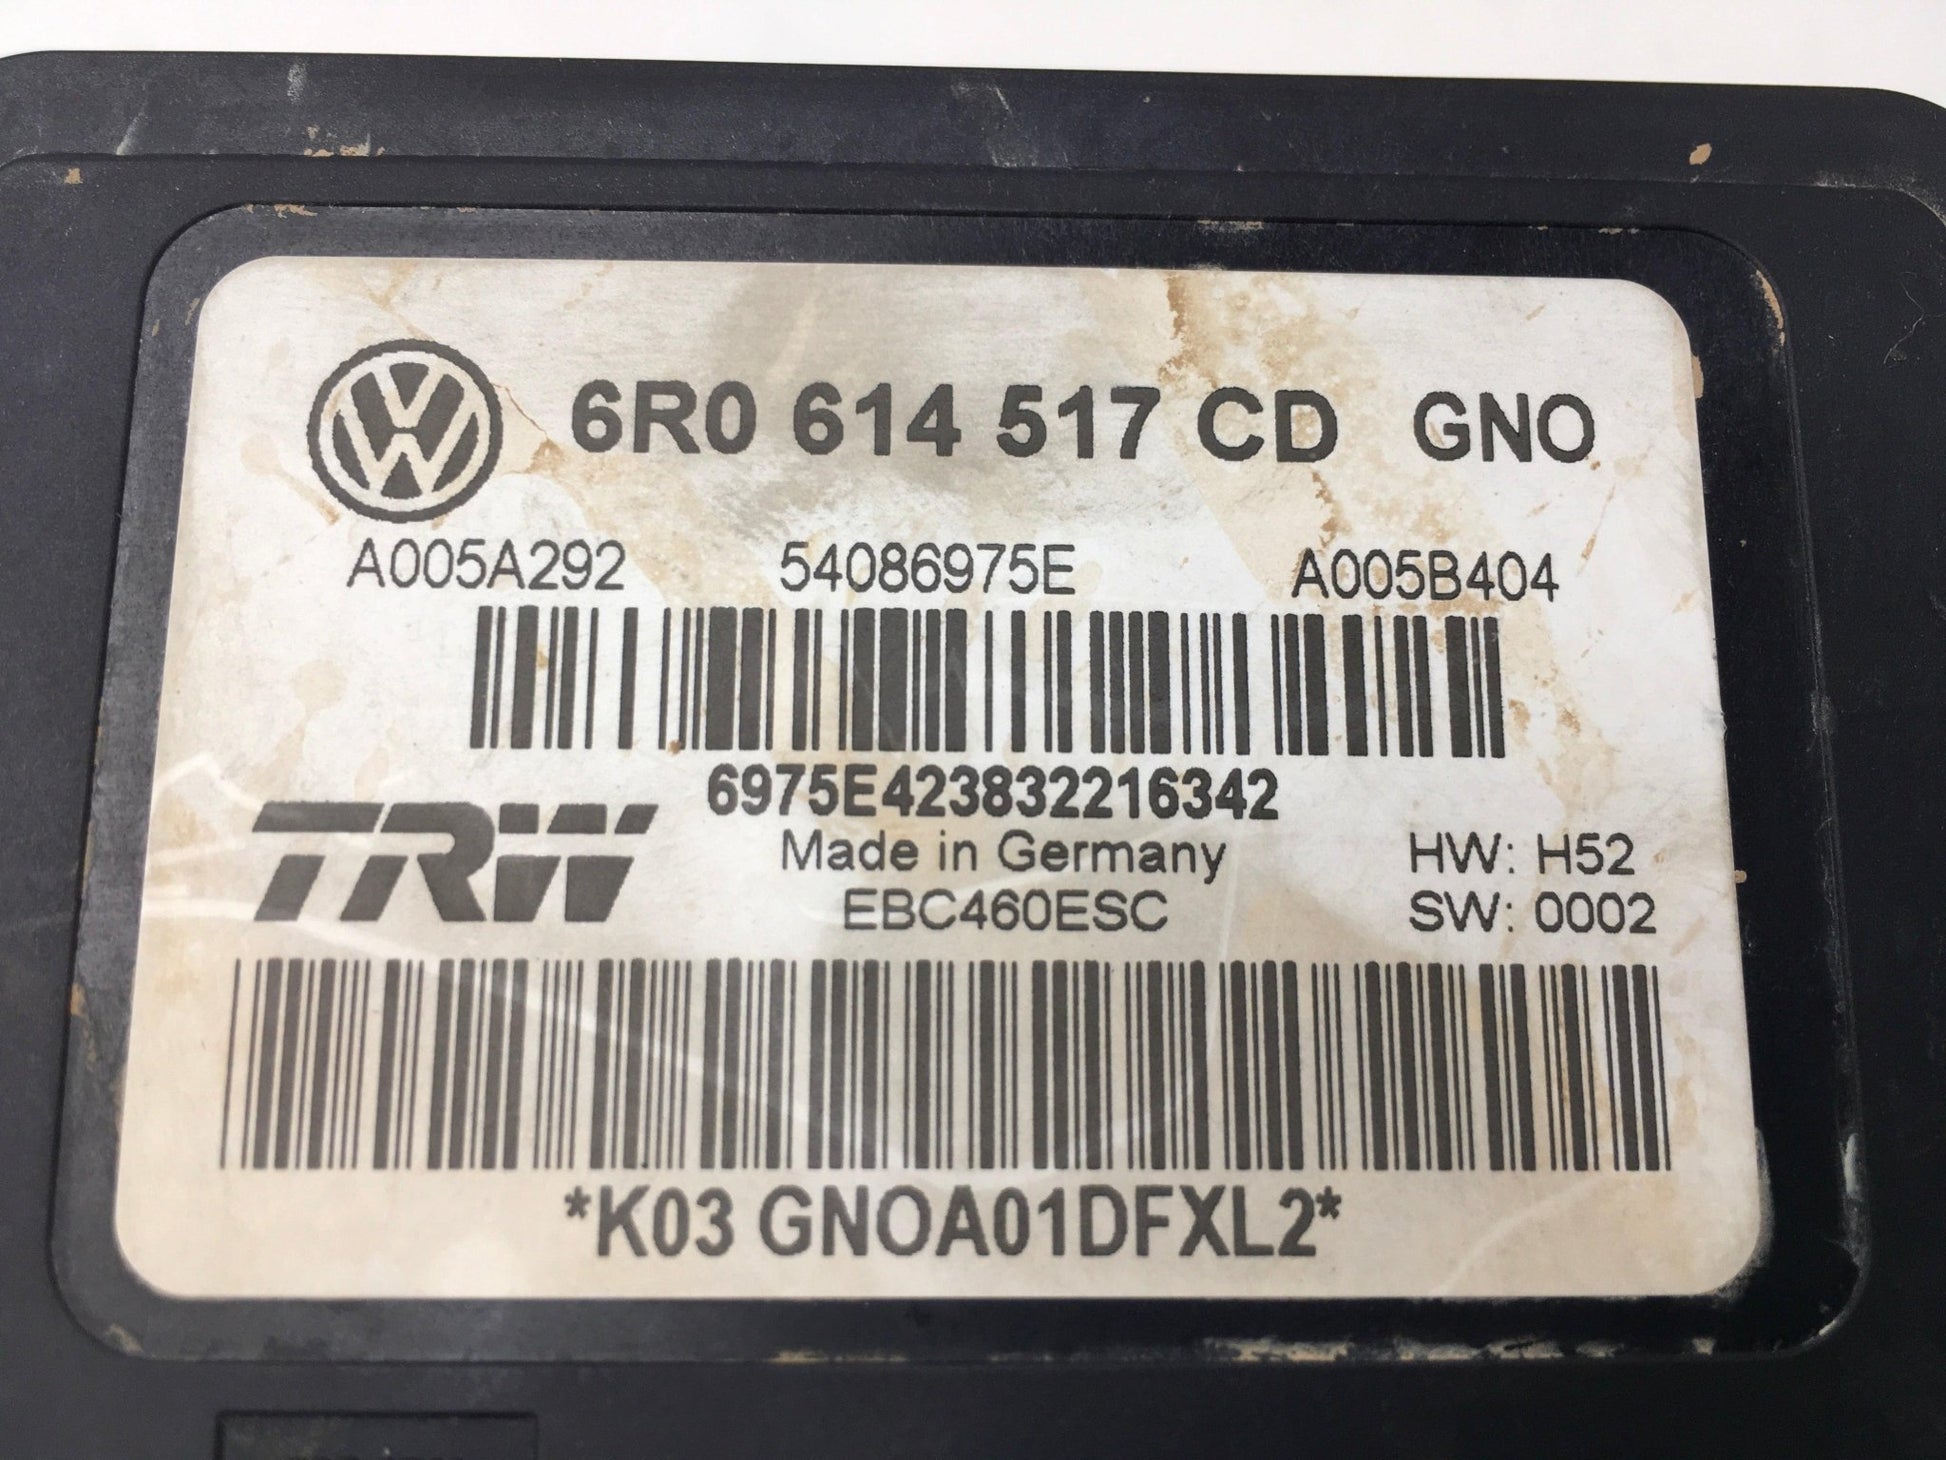 6R0 614 517 CD GNO
A005A292 54086975E A005B404
6975E423832216342
TRW Made in Germany HW: H52
EBC460ESC SW: 0002
*K03 GNOA01DFXL2*